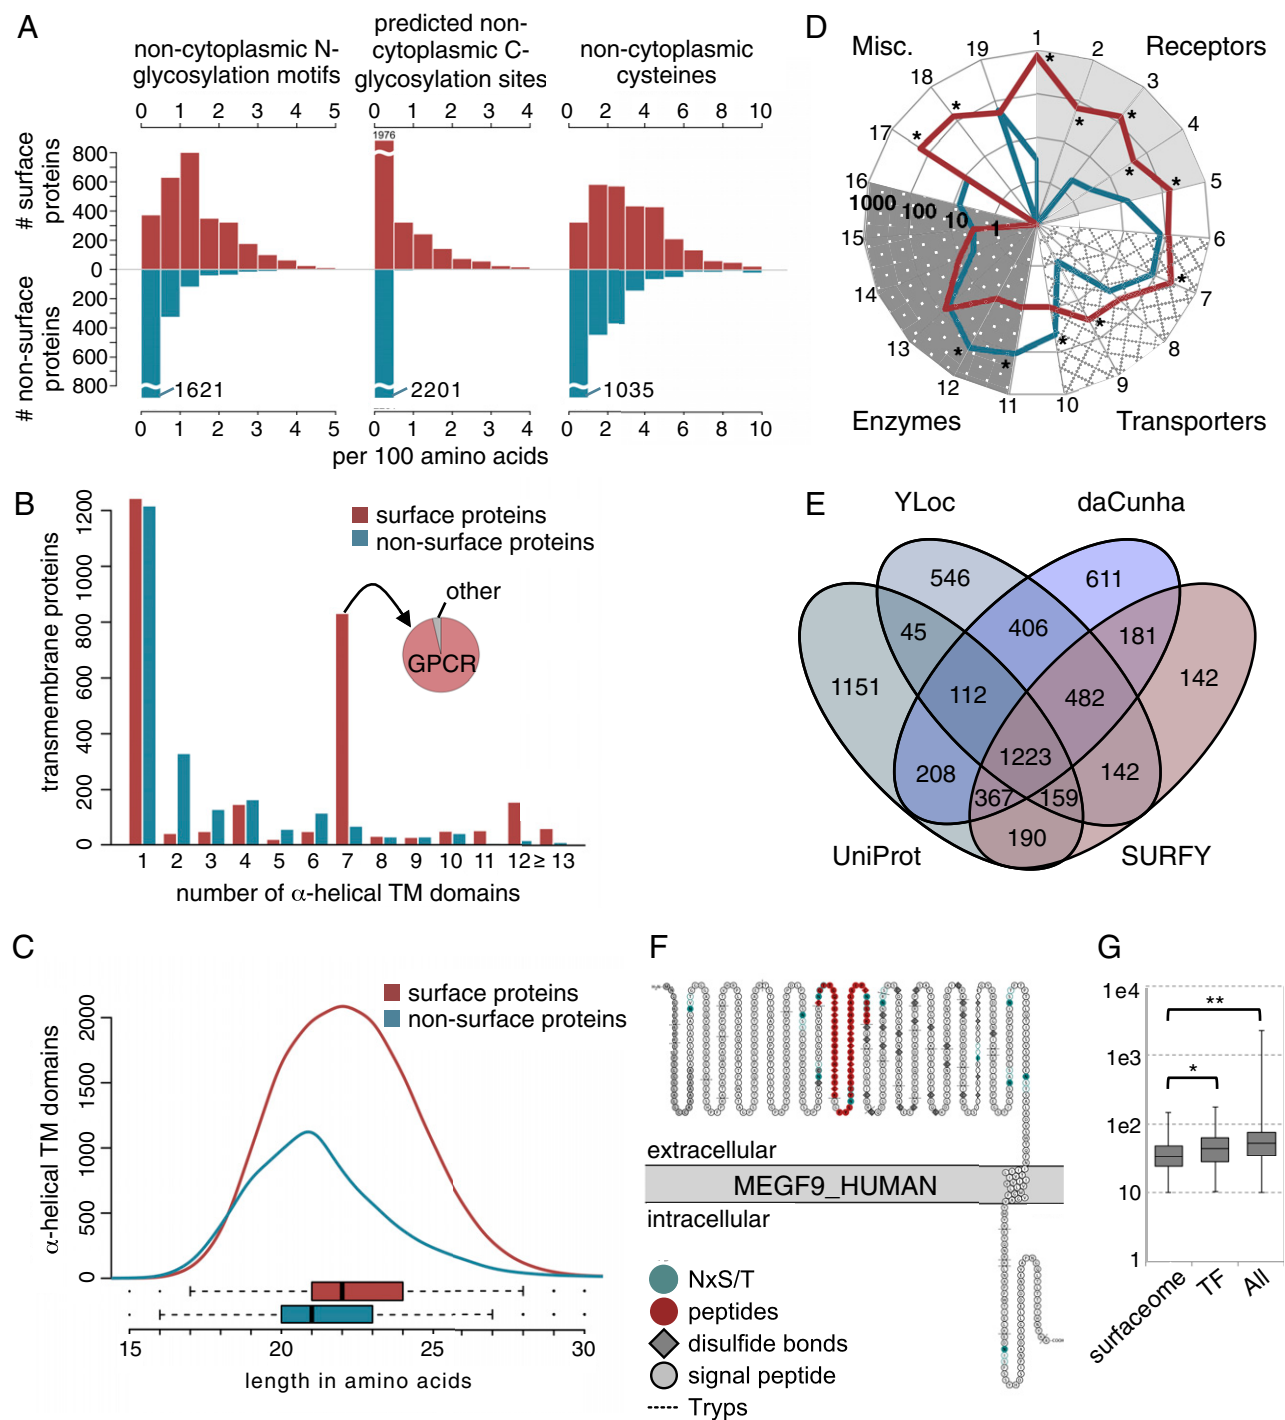 A
non-cytoplasmic N-
glycosylation motifs
predicted non-
cytoplasmic C-
glycosylation sites
non-cytoplasmic
cysteines
0 1 2 3 4 5
0 1 2 3 4
0 2 4 6 8 10
1976
# surface
proteins
800
600
400
200
0
# non-surface
proteins
200
400
600
800
1621
2201
1035
0 1 2 3 4 5
0 1 2 3 4
0 2 4 6 8 10
per 100 amino acids
D
Misc.
Receptors
Enzymes
Transporters
1
2
3
4
5
6
7
8
9
10
11
12
13
14
15
16
17
18
19
1000 100 10 1
* * * * * * * * * * * *
B
transmembrane proteins
1200
1000
800
600
400
200
0
surface proteins
non-surface proteins
other
GPCR
1 2 3 4 5 6 7 8 9 10 11 12 ≥ 13
number of α-helical TM domains
E
YLoc
daCunha
546
611
45
406
181
1151
112
482
142
1223
208
142
367
159
190
UniProt
SURFY
C
α-helical TM domains
2000
1500
1000
500
0
surface proteins
non-surface proteins
15 20 25 30
length in amino acids
F
extracellular
MEGF9_HUMAN
intracellular
NxS/T
peptides
disulfide bonds
signal peptide
Tryps
G
1e4
1e3
1e2
10
1
**
*
surfaceome
TF
All